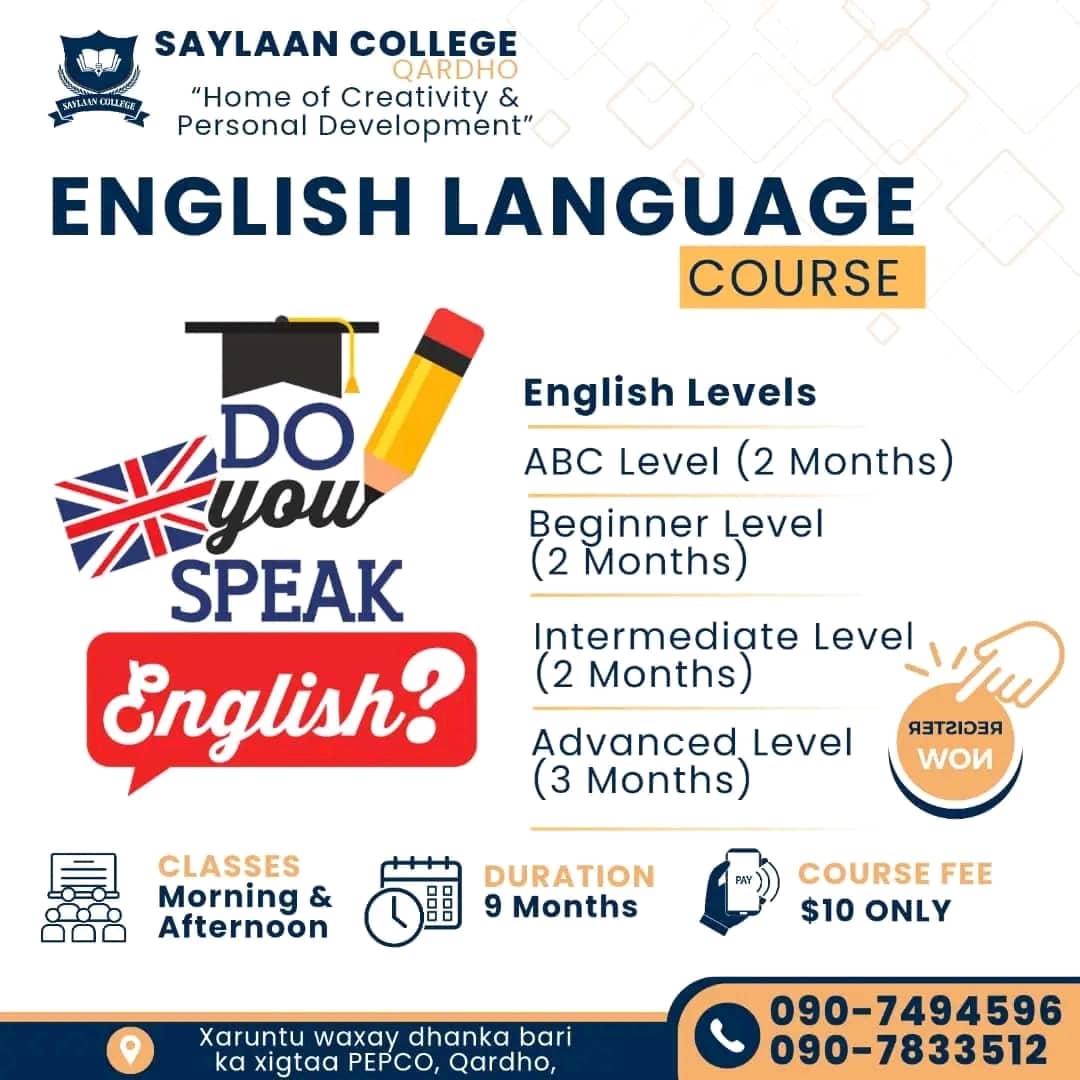 SAYLAAN COLLEGE
SAYLAAN COLLEGE
QARDHO
“Home of Creativity &
Personal Development”
ENGLISH LANGUAGE
COURSE
DO
you
SPEAK
English?
English Levels
ABC Level (2 Months)
Beginner Level
(2 Months)
Intermediate Level
(2 Months)
Advanced Level
(3 Months)
REGISTER
NOW
CLASSES
Morning &
Afternoon
DURATION
9 Months
PAY
COURSE FEE
$10 ONLY
Xaruntu waxay dhanka bari
ka xigtaa PEPCO, Qardho,
090-7494596
090-7833512